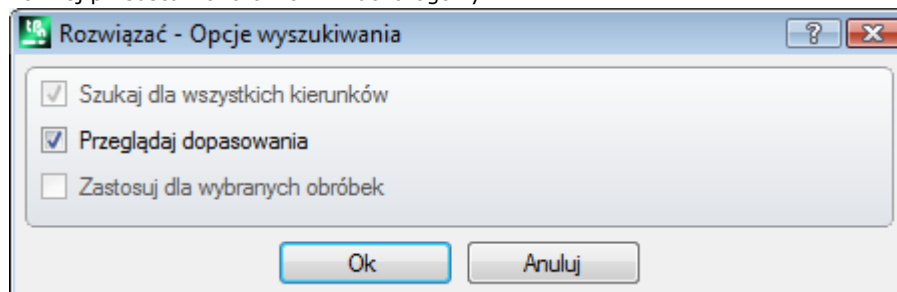 Rozwiązać - Opcje wyszukiwania
Szukaj dla wszystkich kierunków
Przeglądaj dopasowania
Zastosuj dla wybranych obróbek
Ok Anuluj